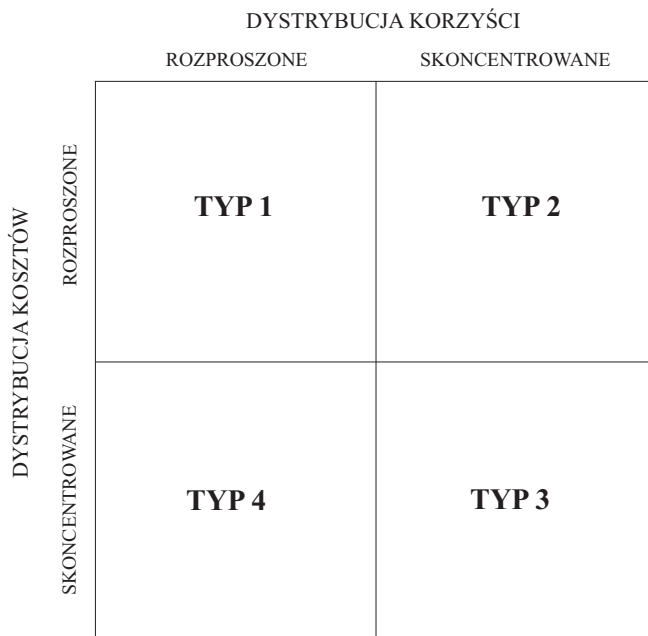 DYSTRYBUCJA KORZYŚCI
ROZPROSZONE SKONCENTROWANE
DYSTRYBUCJA KOSZTÓW
ROZPROSZONE
TYP 1 TYP 2
SKONCENTROWANE
TYP 4 TYP 3